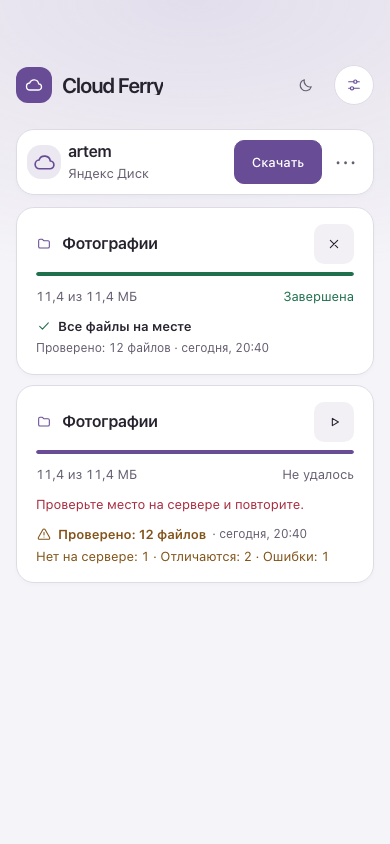 Cloud Ferry
artem
Яндекс Диск
Скачать
Фотографии
11,4 из 11,4 МБ
Завершена
Все файлы на месте
Проверено: 12 файлов · сегодня, 20:40
Фотографии
11,4 из 11,4 МБ
Не удалось
Проверьте место на сервере и повторите.
Проверено: 12 файлов · сегодня, 20:40
Нет на сервере: 1 · Отличаются: 2 · Ошибки: 1